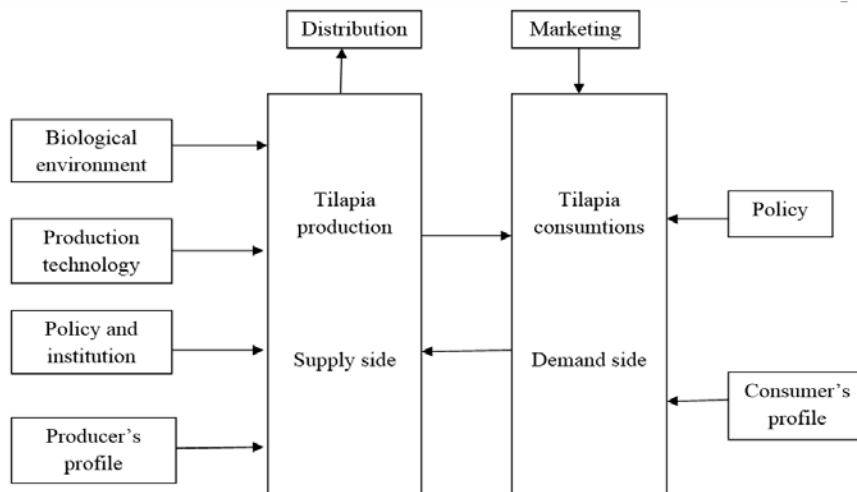 Distribution
Marketing
Biological
environment
Production
technology
Policy and
institution
Producer's
profile
Tilapia
production
Supply side
Tilapia
consumtions
Demand side
Policy
Consumer's
profile